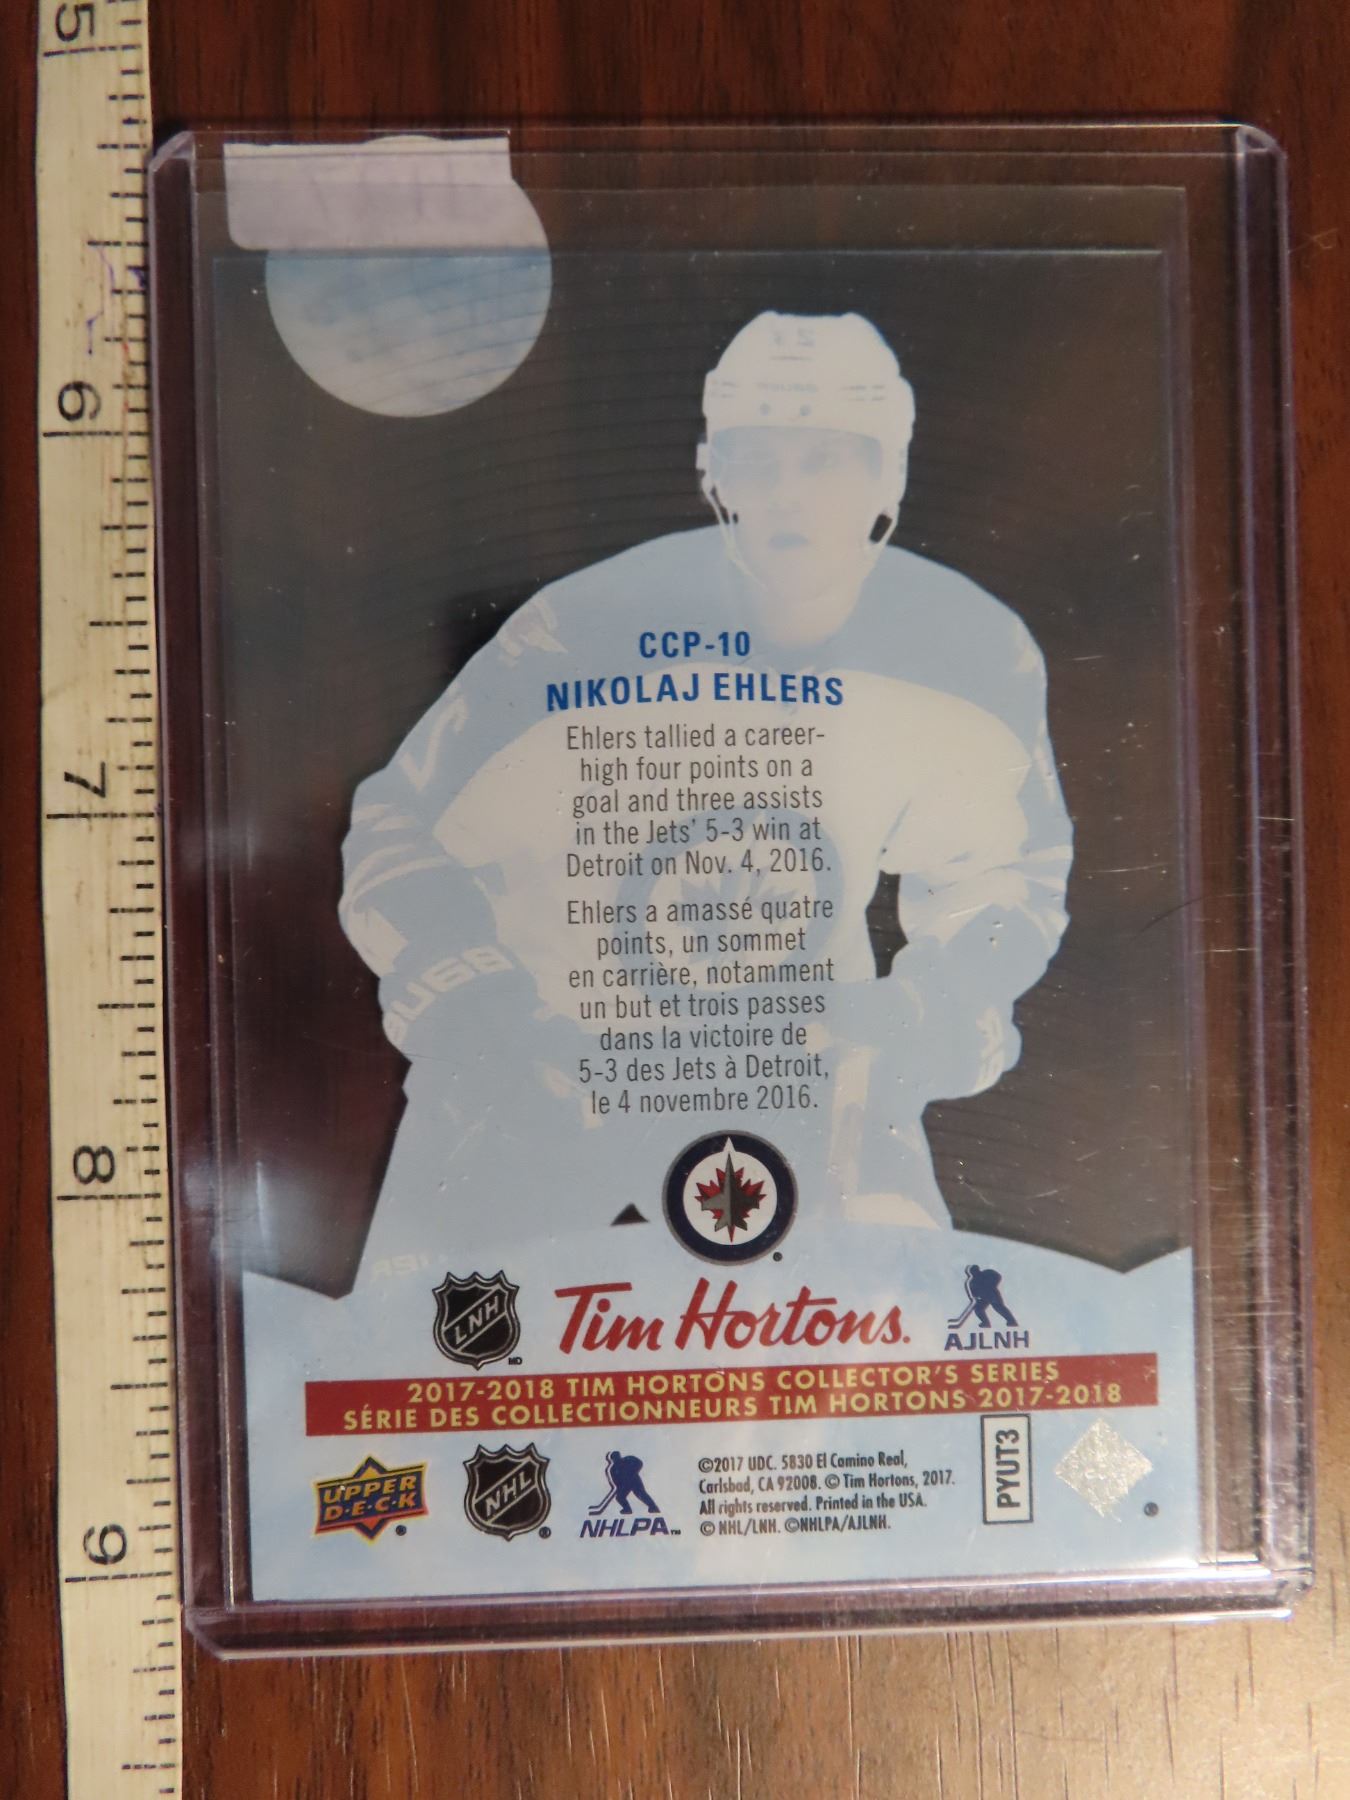 5
6
7
8
9
CCP-10
NIKOLAJ EHLERS
Ehlers tallied a career-
high four points on a
goal and three assists
in the Jets' 5-3 win at
Detroit on Nov. 4, 2016.
Ehlers a amassé quatre
points, un sommet
en carrière, notamment
un but et trois passes
dans la victoire de
5-3 des Jets à Detroit,
le 4 novembre 2016.
LNH
MD
Tim Hortons.
AJLNH
2017-2018 TIM HORTONS COLLECTOR'S SERIES
SÉRIE DES COLLECTIONNEURS TIM HORTONS 2017-2018
UPPER
D·E·C·K
NHL
NHLPA
©2017 UDC. 5830 El Camino Real,
Carlsbad, CA 92008. © Tim Hortons, 2017.
All rights reserved. Printed in the USA.
© NHL/LNH. ©NHLPA/AJLNH.
PYUT3